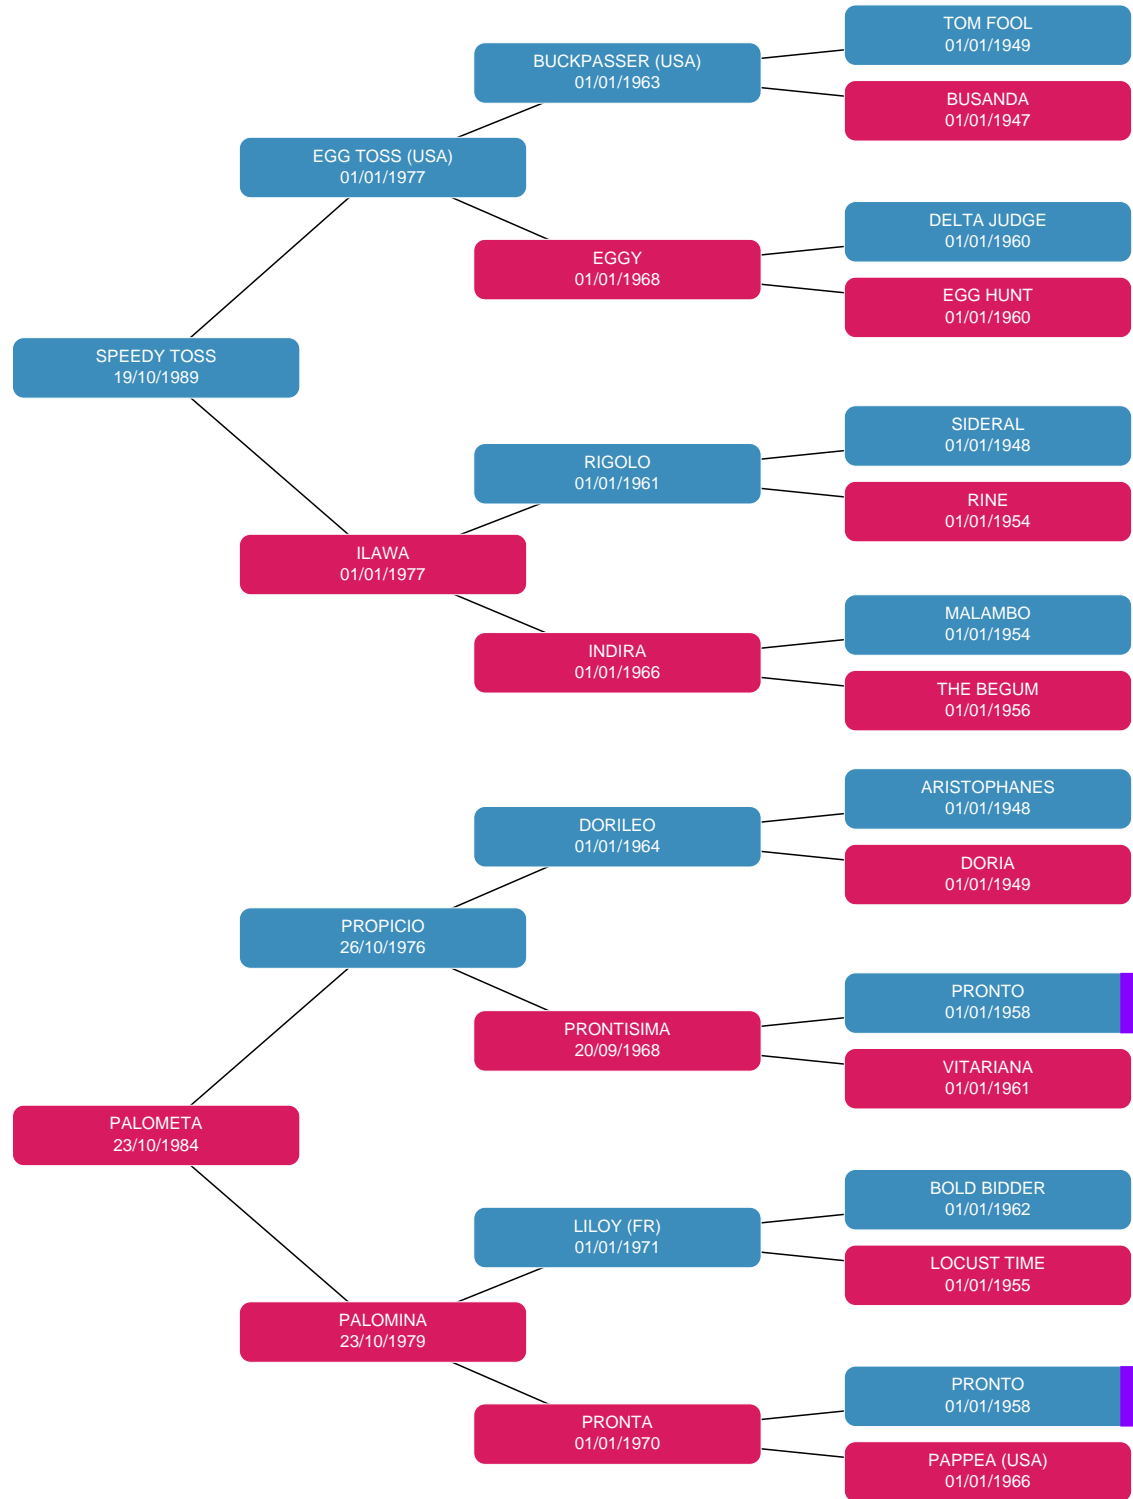 TOM FOOL
01/01/1949
BUCKPASSER (USA)
01/01/1963
BUSANDA
01/01/1947
EGG TOSS (USA)
01/01/1977
DELTA JUDGE
01/01/1960
EGGY
01/01/1968
EGG HUNT
01/01/1960
SPEEDY TOSS
19/10/1989
SIDERAL
01/01/1948
RIGOLO
01/01/1961
RINE
01/01/1954
ILAWA
01/01/1977
MALAMBO
01/01/1954
INDIRA
01/01/1966
THE BEGUM
01/01/1956
ARISTOPHANES
01/01/1948
DORILEO
01/01/1964
DORIA
01/01/1949
PROPICIO
26/10/1976
PRONTO
01/01/1958
PRONTISIMA
20/09/1968
VITARIANA
01/01/1961
PALOMETA
23/10/1984
BOLD BIDDER
01/01/1962
LILOY (FR)
01/01/1971
LOCUST TIME
01/01/1955
PALOMINA
23/10/1979
PRONTO
01/01/1958
PRONTA
01/01/1970
PAPPEA (USA)
01/01/1966